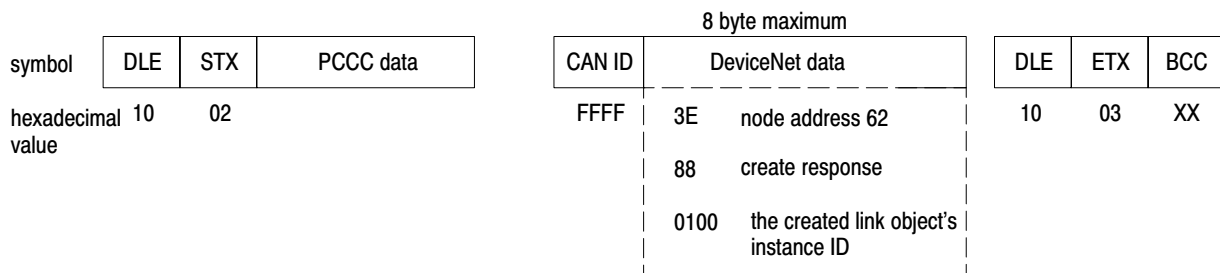 8 byte maximum
symbol DLE STX PCCC data CAN ID DeviceNet data DLE ETX BCC
hexadecimal value 10 02 FFFF 3E node address 62 10 03 XX
88 create response
0100 the created link object's
instance ID